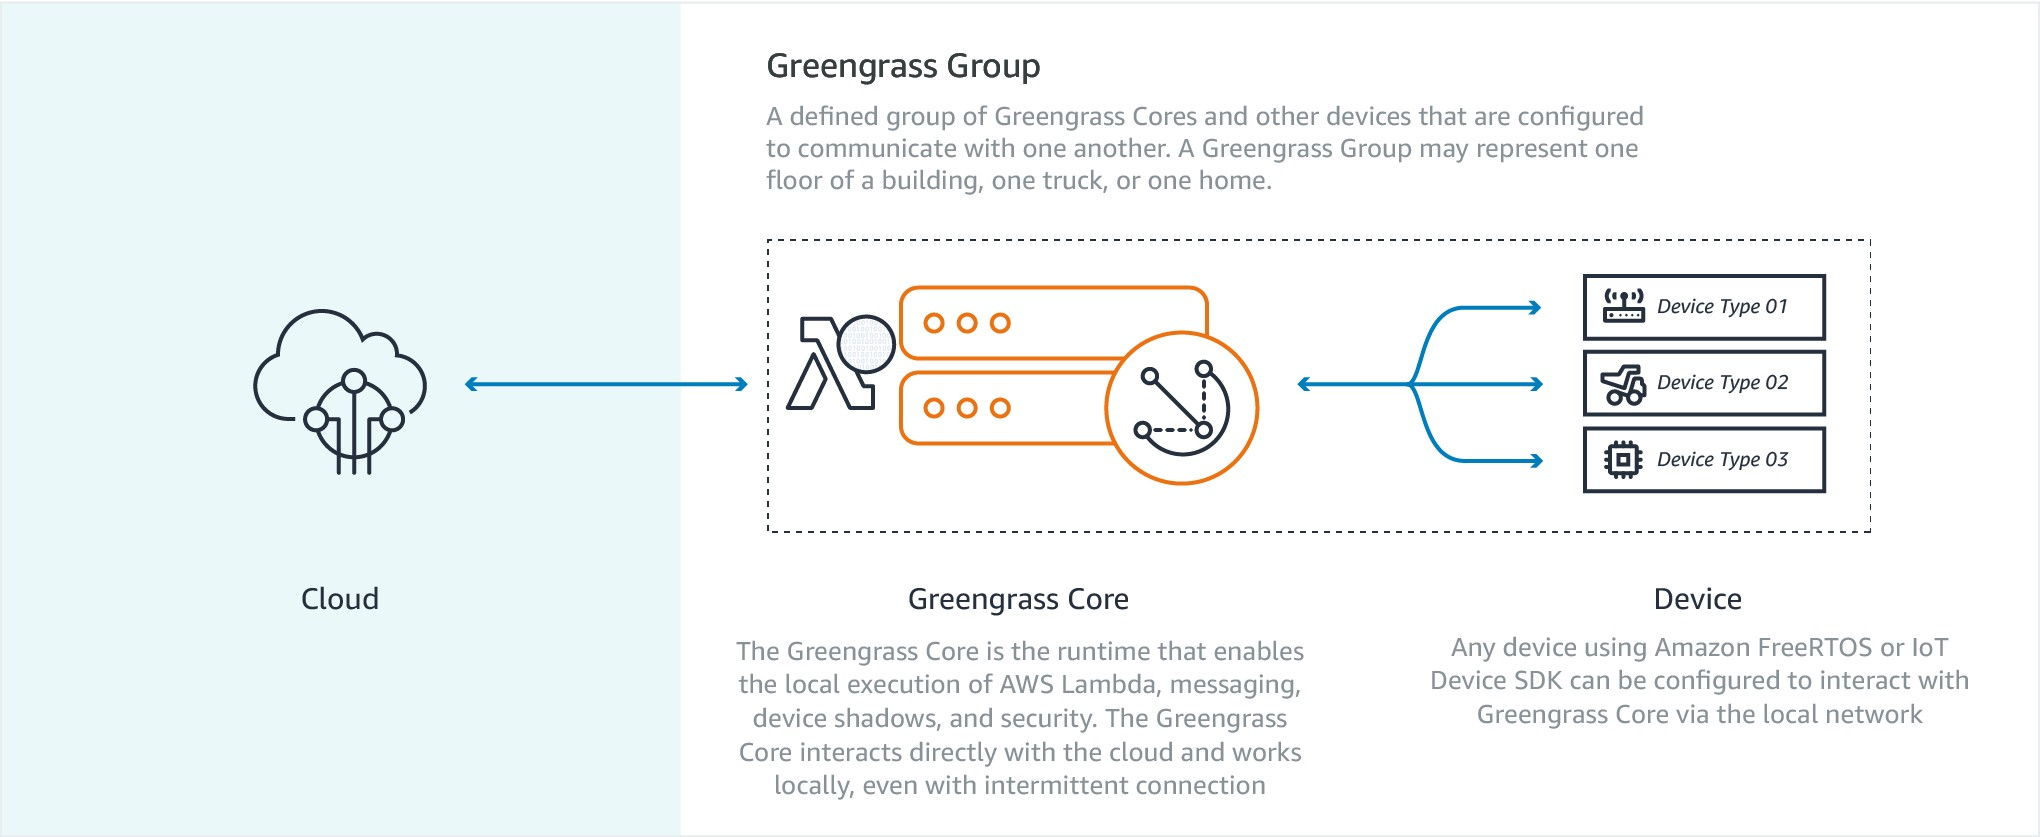 Greengrass Group
A defined group of Greengrass Cores and other devices that are configured
to communicate with one another. A Greengrass Group may represent one
floor of a building, one truck, or one home.
Device Type 01
Device Type 02
Device Type 03
Cloud
Greengrass Core
The Greengrass Core is the runtime that enables
the local execution of AWS Lambda, messaging,
device shadows, and security. The Greengrass
Core interacts directly with the cloud and works
locally, even with intermittent connection
Device
Any device using Amazon FreeRTOS or IoT
Device SDK can be configured to interact with
Greengrass Core via the local network